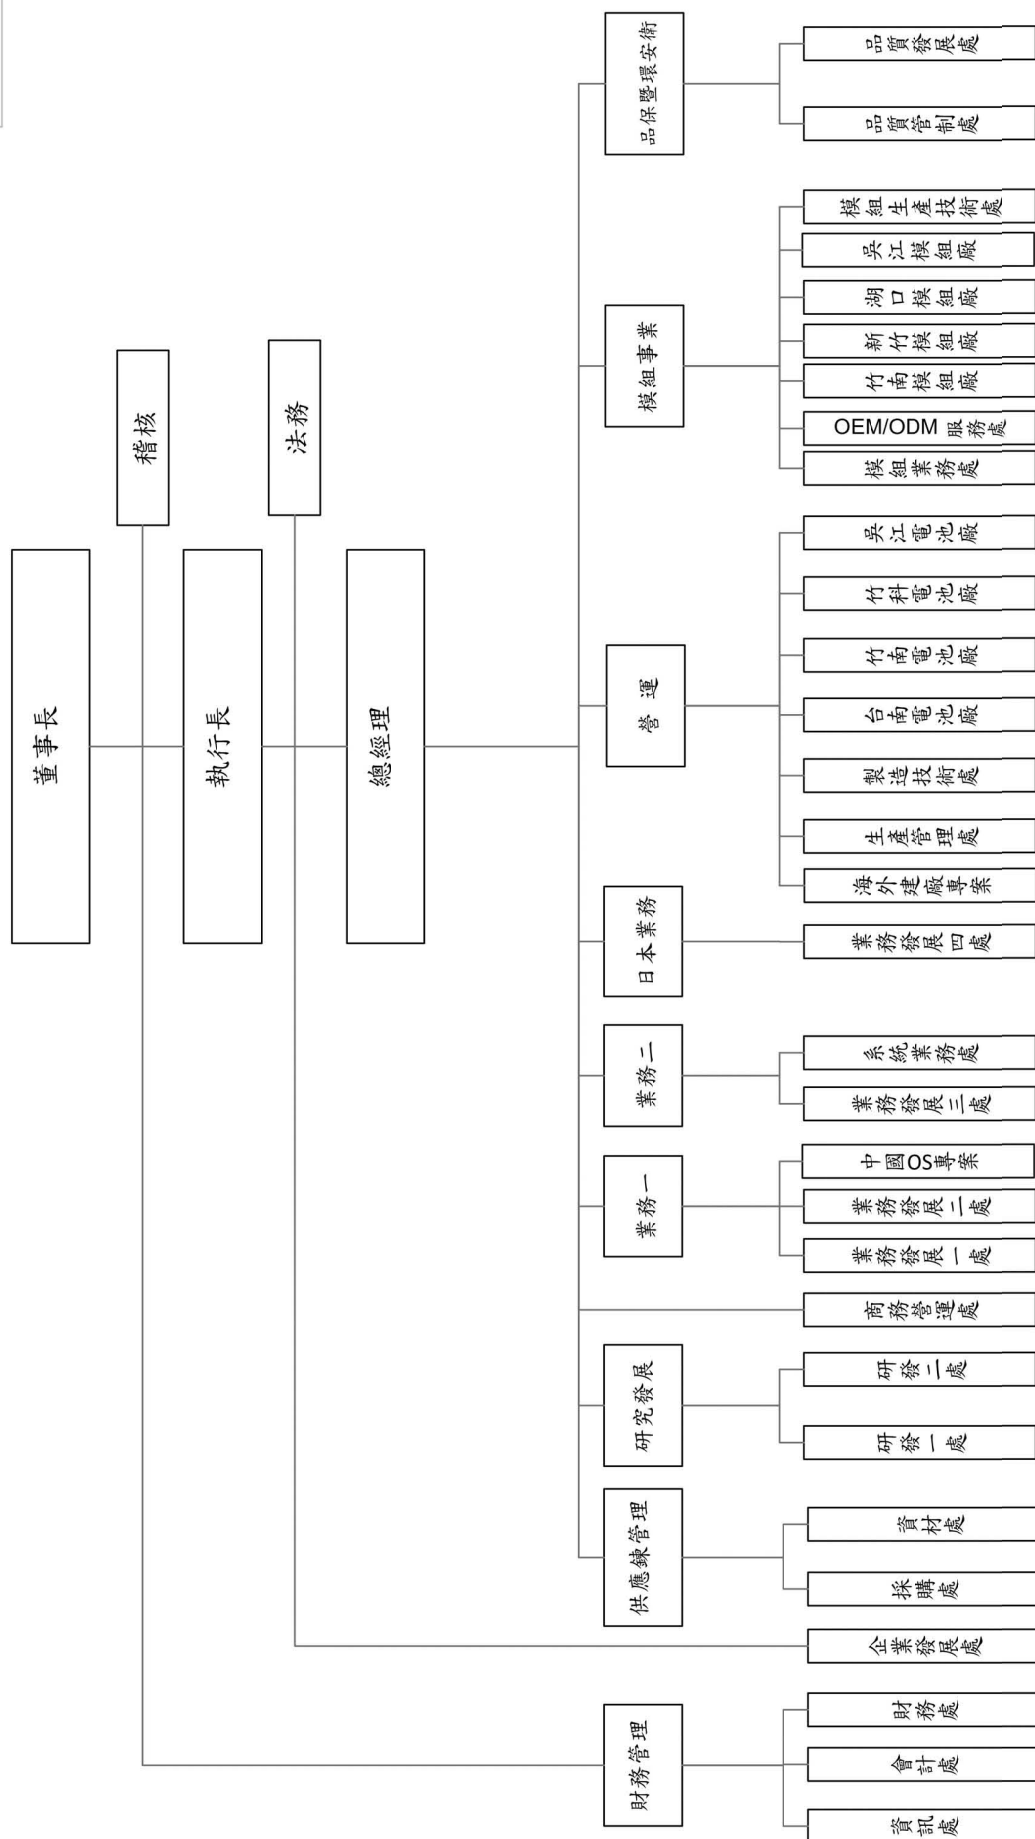 董事長
稽核
執行長
法務
總經理
財務管理
供應鍊管理
研究發展
業務一
業務二
日本業務
營運
模組事業
品保暨環安衛
資訊處
會計處
財務處
企業發展處
採購處
資材處
研發一處
研發二處
商務營運處
業務發展一處
業務發展二處
中國OS專案
業務發展三處
系統業務處
業務發展四處
海外建廠專案
生產管理處
製造技術處
台南電池廠
竹南電池廠
竹科電池廠
吳江電池廠
模組業務處
OEM/ODM 服務處
竹南模組廠
新竹模組廠
湖口模組廠
吳江模組廠
模組生產技術處
品質管制處
品質發展處